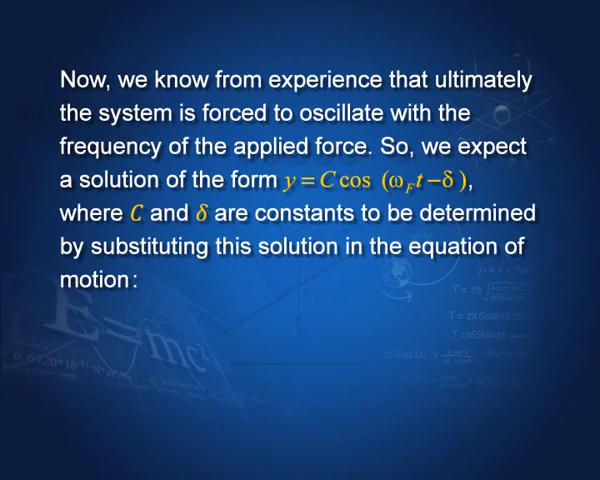 Now, we know from experience that ultimately
the system is forced to oscillate with the
frequency of the applied force. So, we expect
a solution of the form y = C cos (ω_F t − δ),
where C and δ are constants to be determined
by substituting this solution in the equation of
motion:
E=mc²